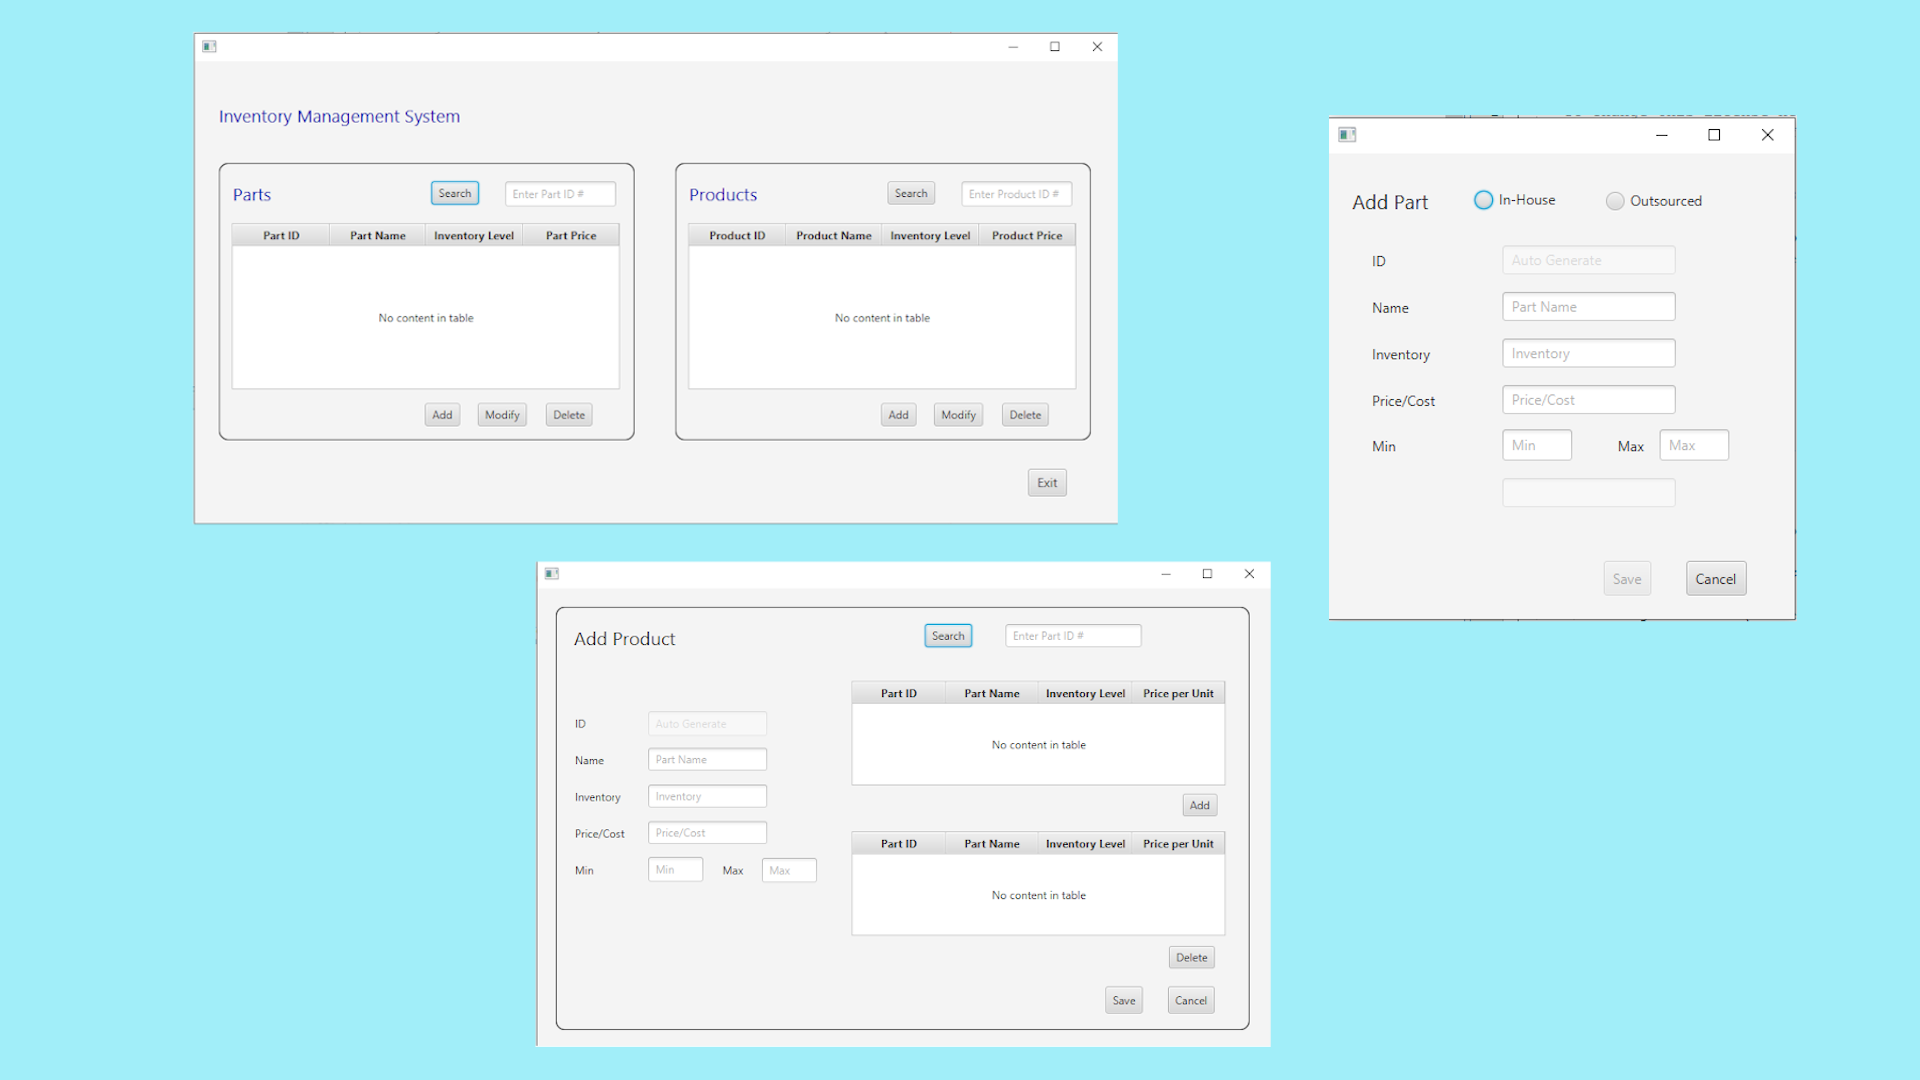 Inventory Management System
Parts
Search
Enter Part ID #
Part ID Part Name Inventory Level Part Price
No content in table
Add Modify Delete
Products
Search
Enter Product ID #
Product ID Product Name Inventory Level Product Price
No content in table
Add Modify Delete
Exit
Add Part In-House Outsourced
ID Auto Generate
Name Part Name
Inventory Inventory
Price/Cost Price/Cost
Min Min Max Max
Save Cancel
Add Product
Search Enter Part ID #
ID Auto Generate
Name Part Name
Inventory Inventory
Price/Cost Price/Cost
Min Min Max Max
Part ID Part Name Inventory Level Price per Unit
No content in table
Add
Part ID Part Name Inventory Level Price per Unit
No content in table
Delete
Save Cancel